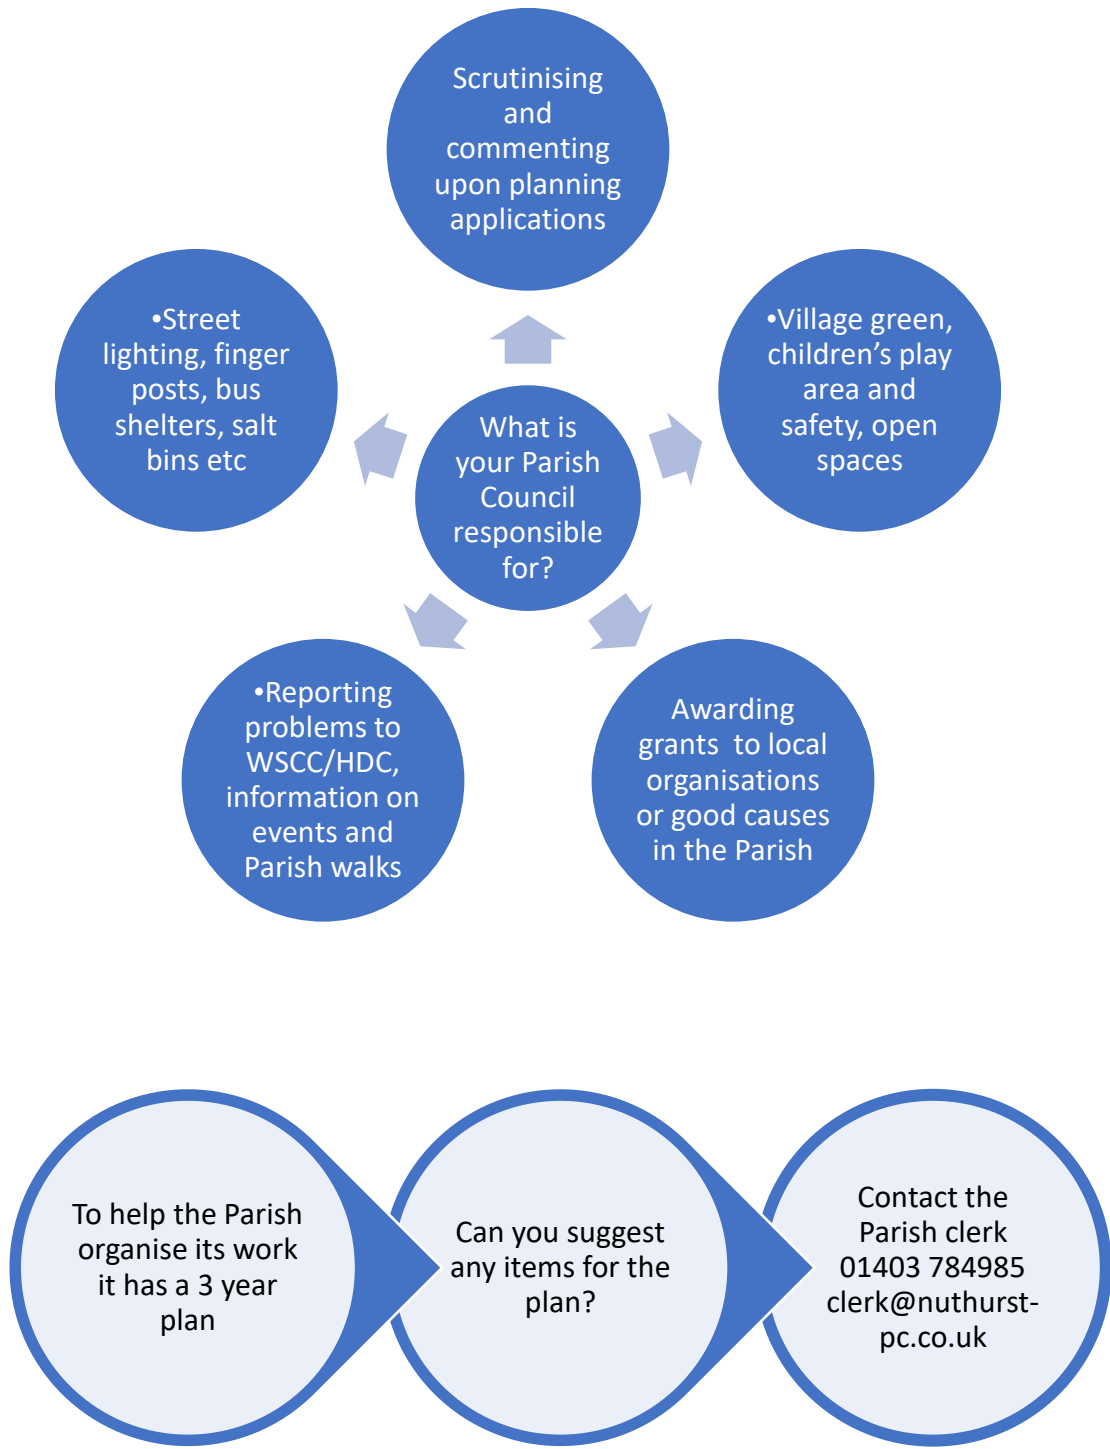 Scrutinising
and
commenting
upon planning
applications
•Street
lighting, finger
posts, bus
shelters, salt
bins etc
•Village green,
children’s play
area and
safety, open
spaces
What is
your Parish
Council
responsible
for?
•Reporting
problems to
WSCC/HDC,
information on
events and
Parish walks
Awarding
grants  to local
organisations
or good causes
in the Parish
To help the Parish
organise its work
it has a 3 year
plan
Can you suggest
any items for the
plan?
Contact the
Parish clerk
01403 784985
clerk@nuthurst-
pc.co.uk